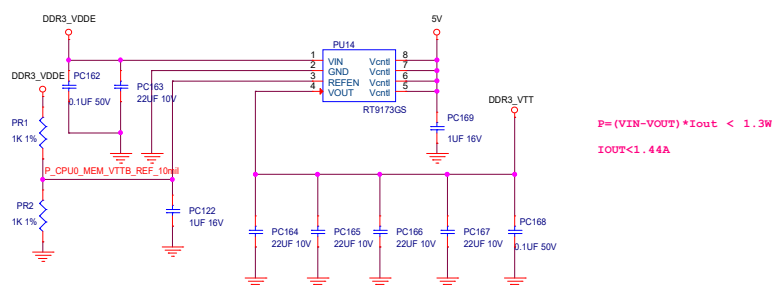 DDR3_VDDE
5V
PU14
1 VIN Vcntl 8
2 GND Vcntl 7
3 REFEN Vcntl 6
4 VOUT Vcntl 5
RT9173GS
DDR3_VDDE
PC162
0.1UF 50V
PC163
22UF 10V
PC169
1UF 16V
DDR3_VTT
P=(VIN-VOUT)*Iout < 1.3W
IOUT<1.44A
PR1
1K 1%
P_CPU0_MEM_VTTB_REF_10mil
PR2
1K 1%
PC122
1UF 16V
PC164
22UF 10V
PC165
22UF 10V
PC166
22UF 10V
PC167
22UF 10V
PC168
0.1UF 50V